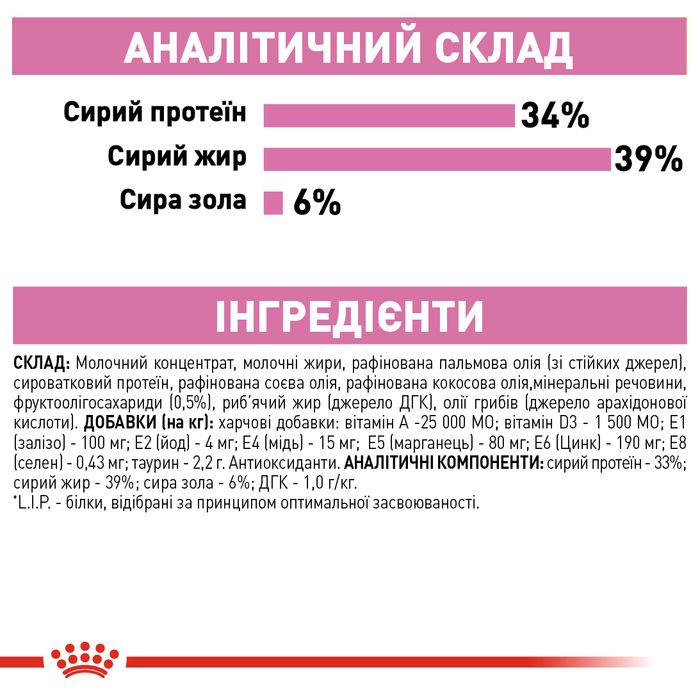 АНАЛІТИЧНИЙ СКЛАД
Сирий протеїн 34%
Сирий жир 39%
Сира зола 6%
ІНГРЕДІЄНТИ
СКЛАД: Молочний концентрат, молочні жири, рафінована пальмова олія (зі стійких джерел),
сироватковий протеїн, рафінована соєва олія, рафінована кокосова олія,мінеральні речовини,
фруктоолігосахариди (0,5%), риб'ячий жир (джерело ДГК), олії грибів (джерело арахідонової
кислоти). ДОБАВКИ (на кг): харчові добавки: вітамін А -25 000 МО; вітамін D3 - 1 500 МО; Е1
(залізо) - 100 мг; Е2 (йод) - 4 мг; Е4 (мідь) - 15 мг; Е5 (марганець) - 80 мг; Е6 (Цинк) - 190 мг; Е8
(селен) - 0,43 мг; таурин - 2,2 г. Антиоксиданти. АНАЛІТИЧНІ КОМПОНЕНТИ: сирий протеїн - 33%;
сирий жир - 39%; сира зола - 6%; ДГК - 1,0 г/кг.
*L.I.P. - білки, відібрані за принципом оптимальної засвоюваності.